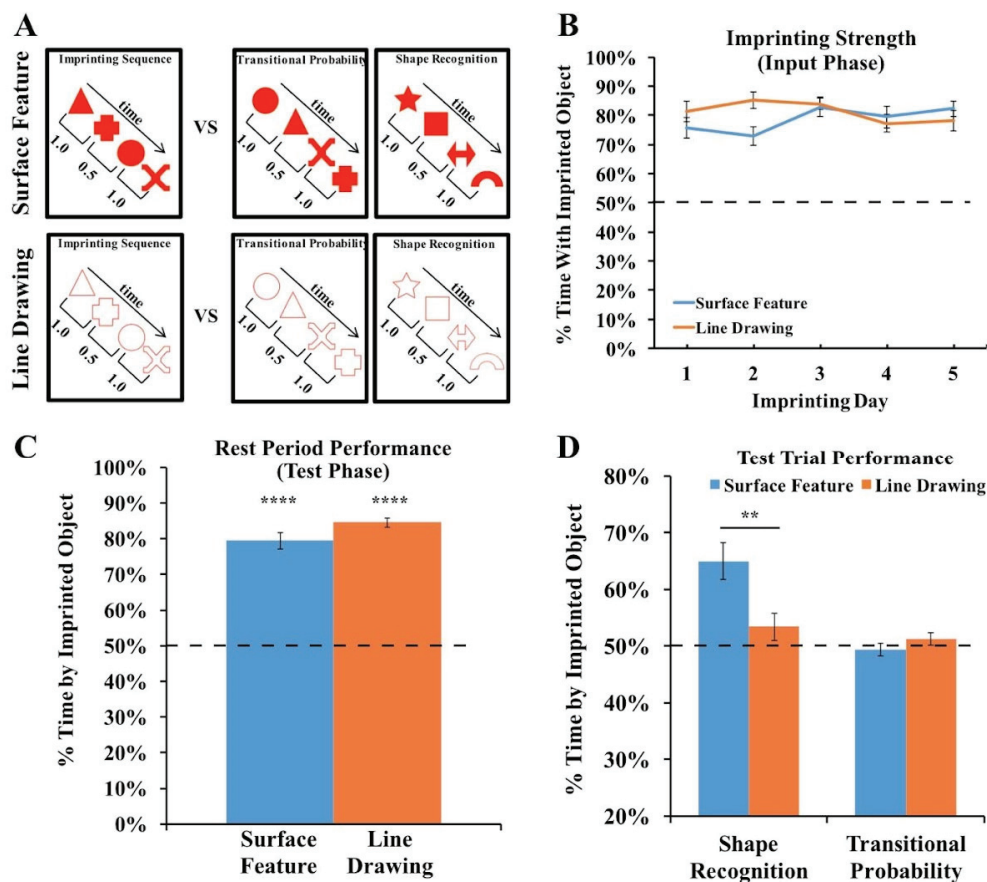 A
Surface Feature
Imprinting Sequence
time
1.0
0.5
1.0
VS
Transitional Probability
time
1.0
0.5
1.0
Shape Recognition
time
1.0
0.5
1.0
Line Drawing
Imprinting Sequence
time
1.0
0.5
1.0
VS
Transitional Probability
time
1.0
0.5
1.0
Shape Recognition
time
1.0
0.5
1.0
B
Imprinting Strength
(Input Phase)
% Time With Imprinted Object
100%
90%
80%
70%
60%
50%
40%
30%
20%
10%
0%
Surface Feature
Line Drawing
1 2 3 4 5
Imprinting Day
C
Rest Period Performance
(Test Phase)
% Time by Imprinted Object
100%
90%
80%
70%
60%
50%
40%
30%
20%
10%
0%
**** ****
Surface Feature
Line Drawing
D
Test Trial Performance
Surface Feature Line Drawing
% Time by Imprinted Object
80%
70%
60%
50%
40%
30%
20%
**
Shape Recognition
Transitional Probability